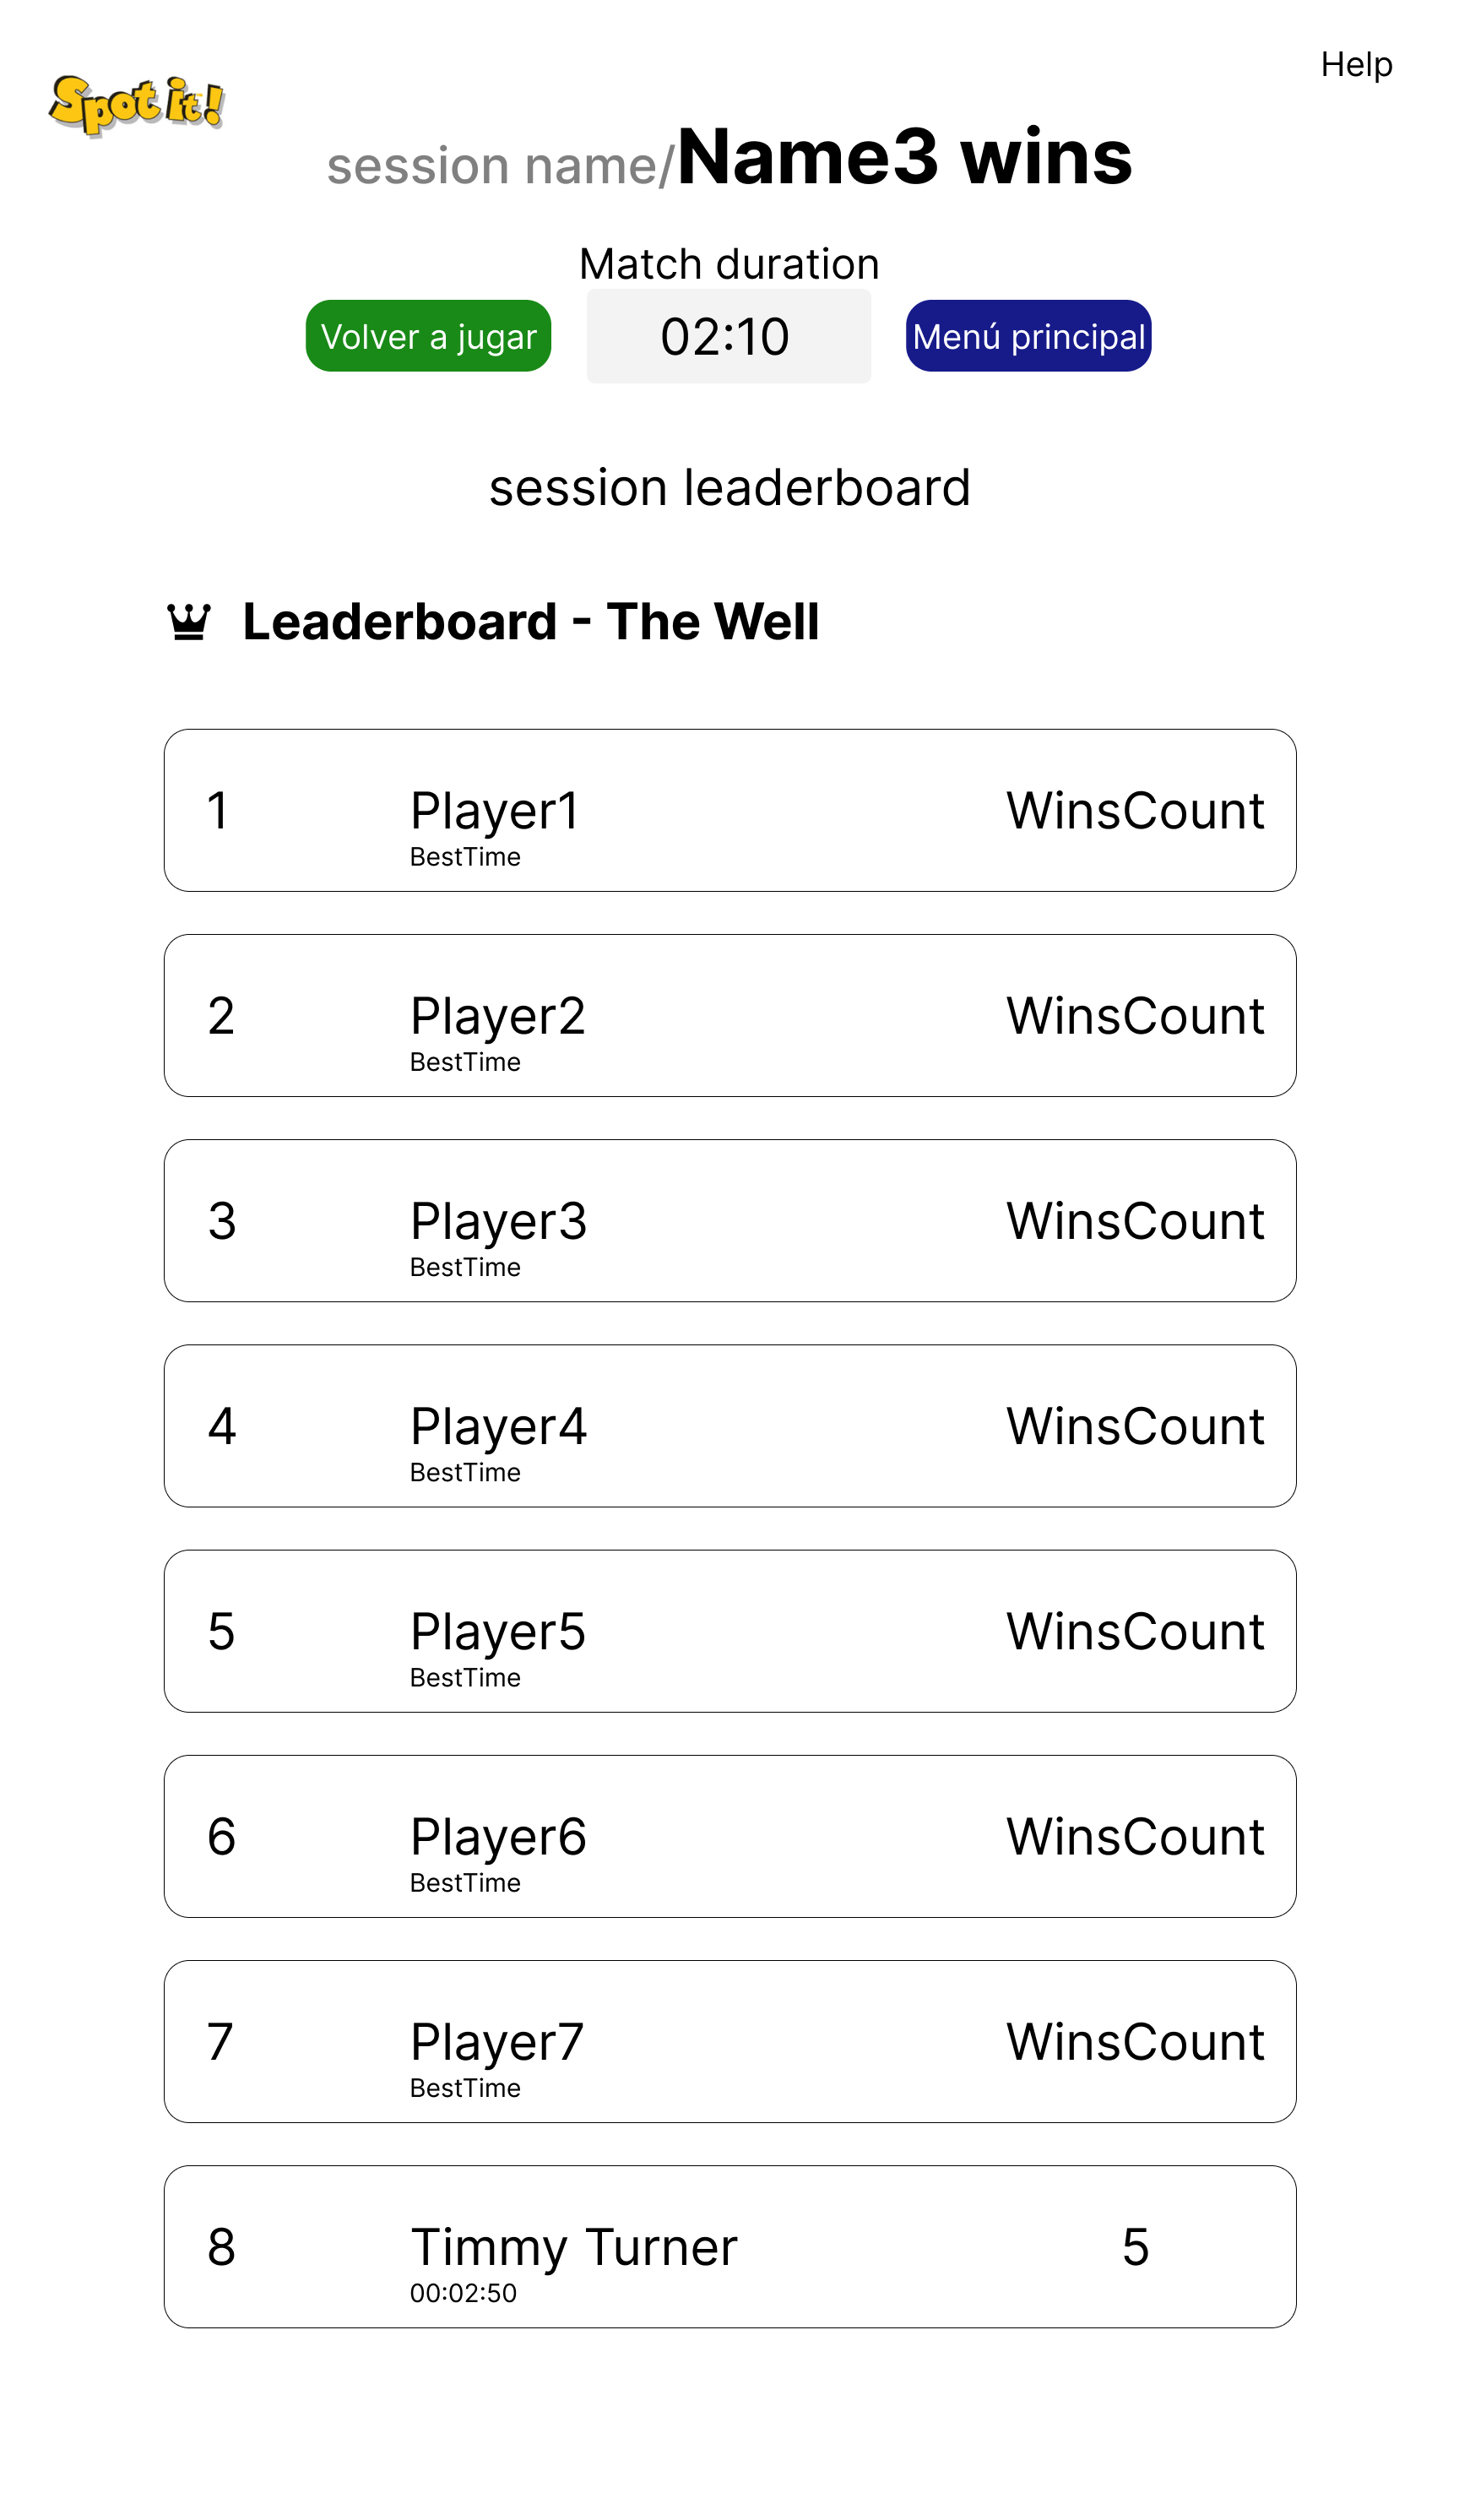 Help
Spot it!
session name/Name3 wins
Match duration
Volver a jugar
02:10
Menú principal
session leaderboard
Leaderboard - The Well
1 Player1 WinsCount
BestTime
2 Player2 WinsCount
BestTime
3 Player3 WinsCount
BestTime
4 Player4 WinsCount
BestTime
5 Player5 WinsCount
BestTime
6 Player6 WinsCount
BestTime
7 Player7 WinsCount
BestTime
8 Timmy Turner 5
00:02:50